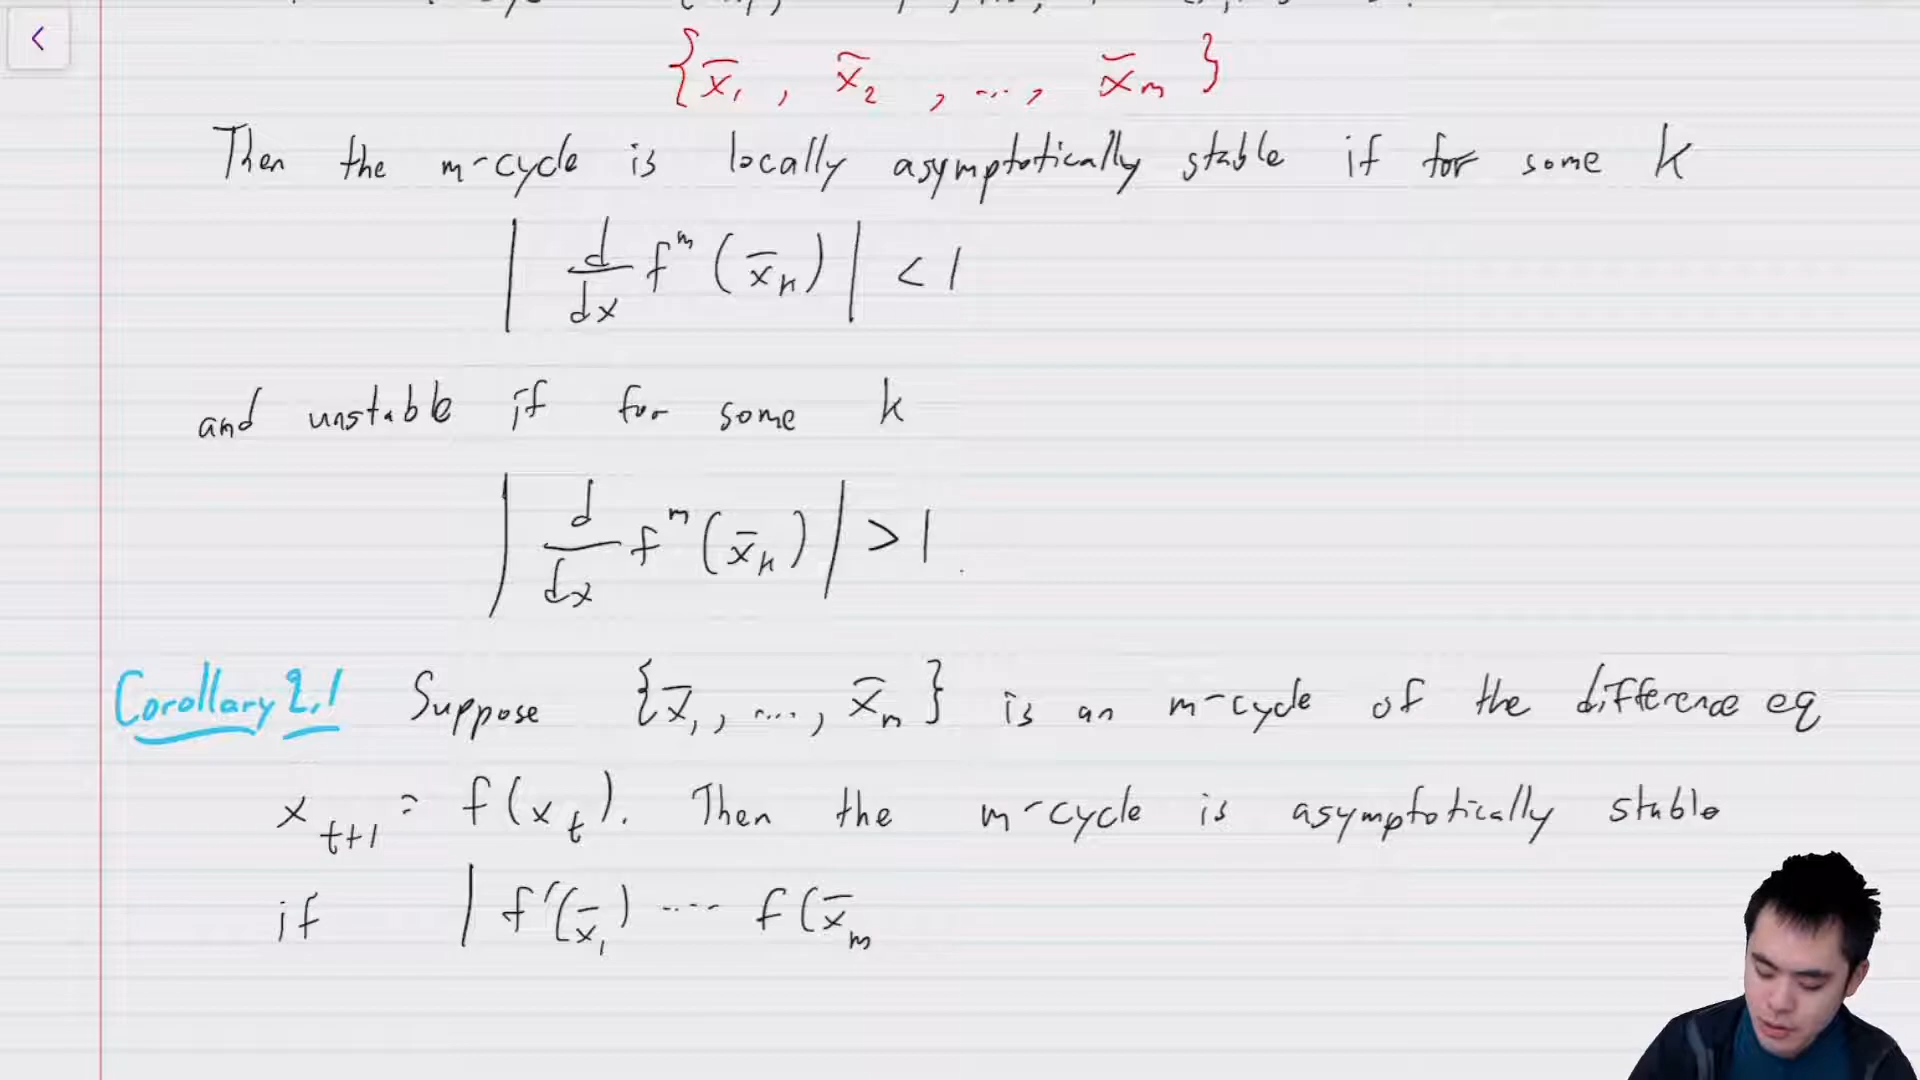 {x̄₁, x̄₂, ..., x̄ₘ}
Then the m-cycle is locally asymptotically stable if for some k
| d/dx fᵐ(x̄ₖ) | < 1
and unstable if for some k
| d/dx fᵐ(x̄ₖ) | > 1.
Corollary 2.1 Suppose {x̄₁, ...., x̄ₘ} is an m-cycle of the difference eq
xₜ₊₁ = f(xₜ). Then the m-cycle is asymptotically stable
if | f'(x̄₁) .... f(x̄ₘ